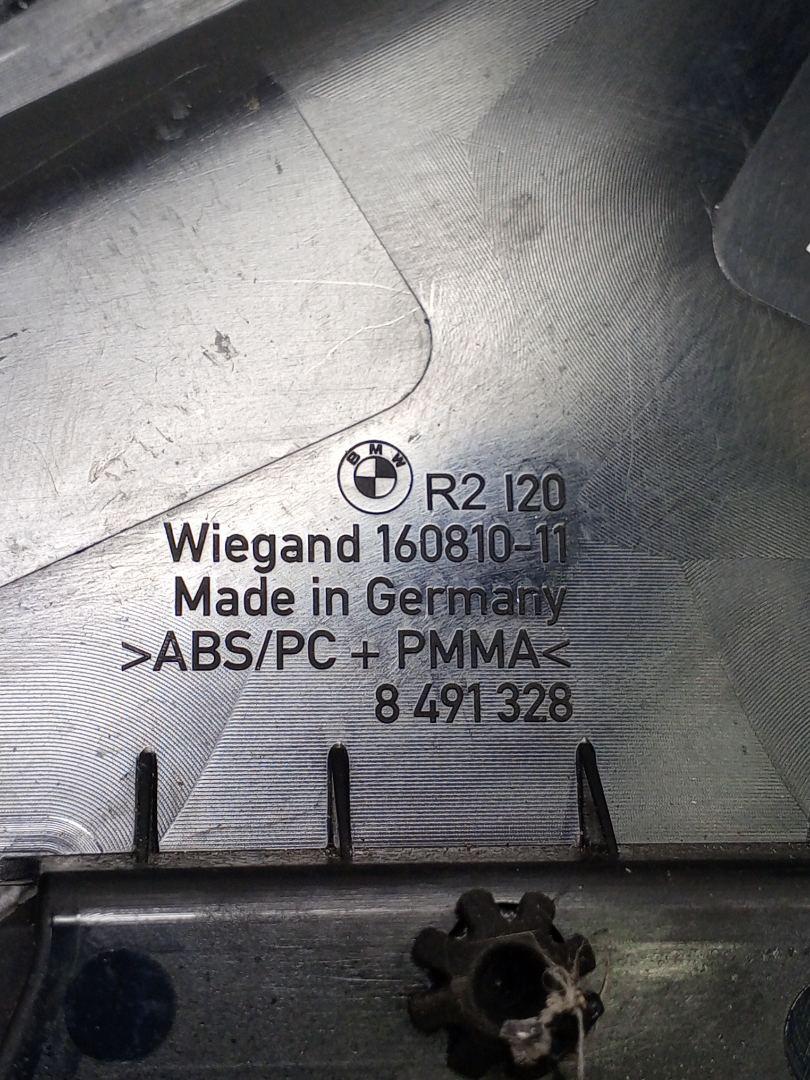 BMW R2 I20
Wiegand 160810-11
Made in Germany
>ABS/PC + PMMA<
8 491 328